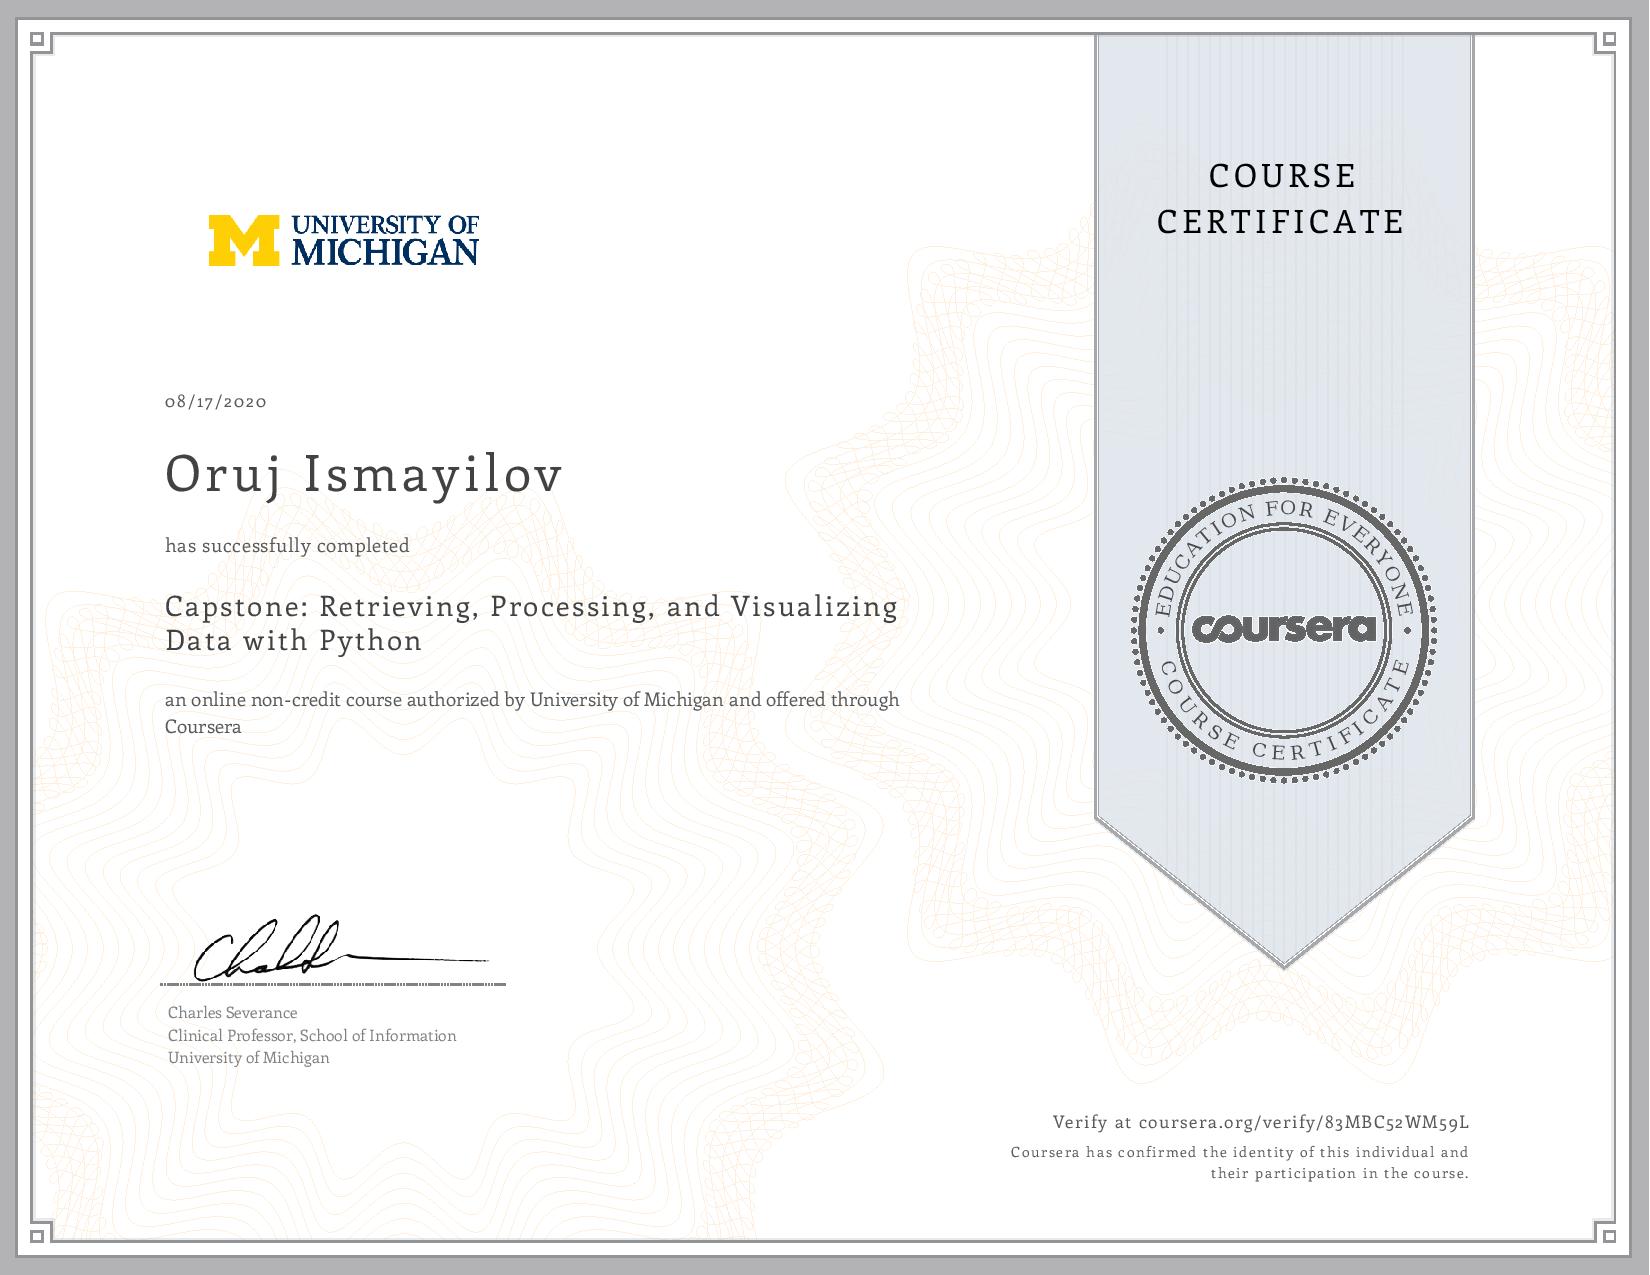 COURSE
CERTIFICATE
UNIVERSITY OF
MICHIGAN
08/17/2020
Oruj Ismayilov
has successfully completed
Capstone: Retrieving, Processing, and Visualizing
Data with Python
an online non-credit course authorized by University of Michigan and offered through
Coursera
EDUCATION FOR EVERYONE
coursera
COURSE CERTIFICATE
Charles Severance
Clinical Professor, School of Information
University of Michigan
Verify at coursera.org/verify/83MBC52WM59L
Coursera has confirmed the identity of this individual and
their participation in the course.